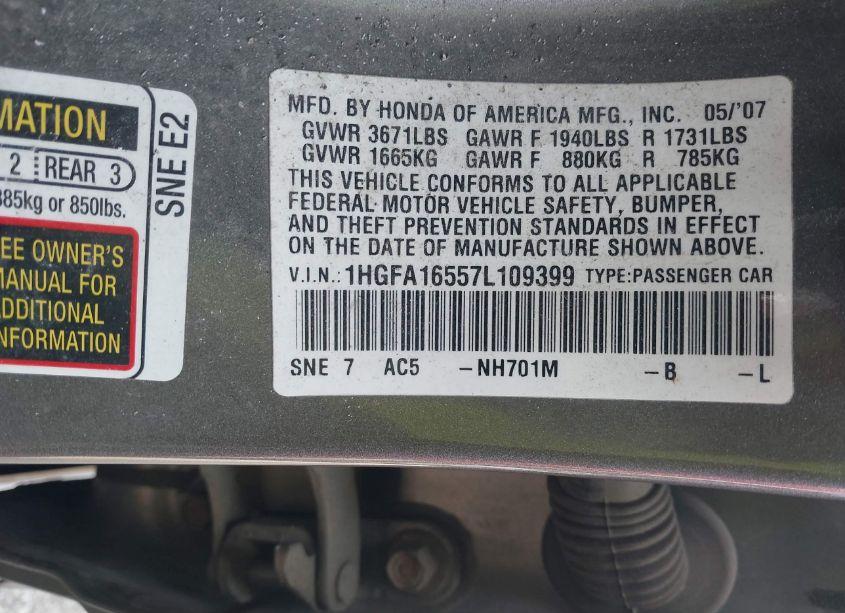 MATION
2 REAR 3
385kg or 850lbs.
SNE E2
EE OWNER'S
MANUAL FOR
ADDITIONAL
INFORMATION
MFD. BY HONDA OF AMERICA MFG., INC. 05/'07
GVWR 3671LBS GAWR F 1940LBS R 1731LBS
GVWR 1665KG GAWR F 880KG R 785KG
THIS VEHICLE CONFORMS TO ALL APPLICABLE
FEDERAL MOTOR VEHICLE SAFETY, BUMPER,
AND THEFT PREVENTION STANDARDS IN EFFECT
ON THE DATE OF MANUFACTURE SHOWN ABOVE.
V.I.N.: 1HGFA16557L109399 TYPE:PASSENGER CAR
SNE 7 AC5 -NH701M -B -L